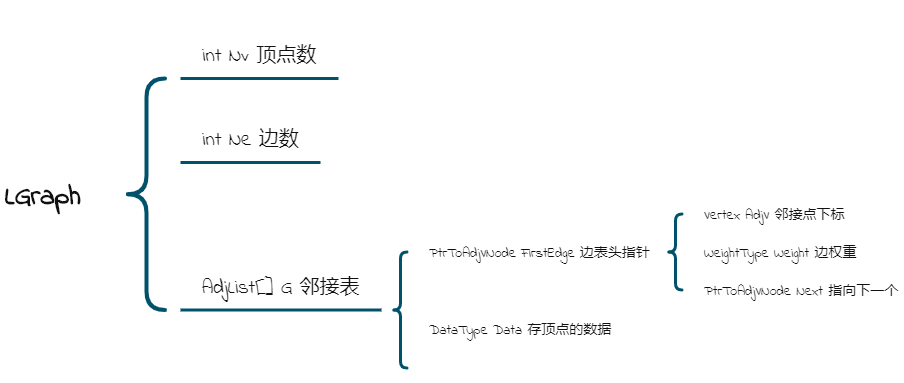 LGraph
int Nv 顶点数
int Ne 边数
AdjList[] G 邻接表
PtrToAdjVNode FirstEdge 边表头指针
Vertex AdjV 邻接点下标
WeightType Weight 边权重
PtrToAdjVNode Next 指向下一个
DataType Data 存顶点的数据